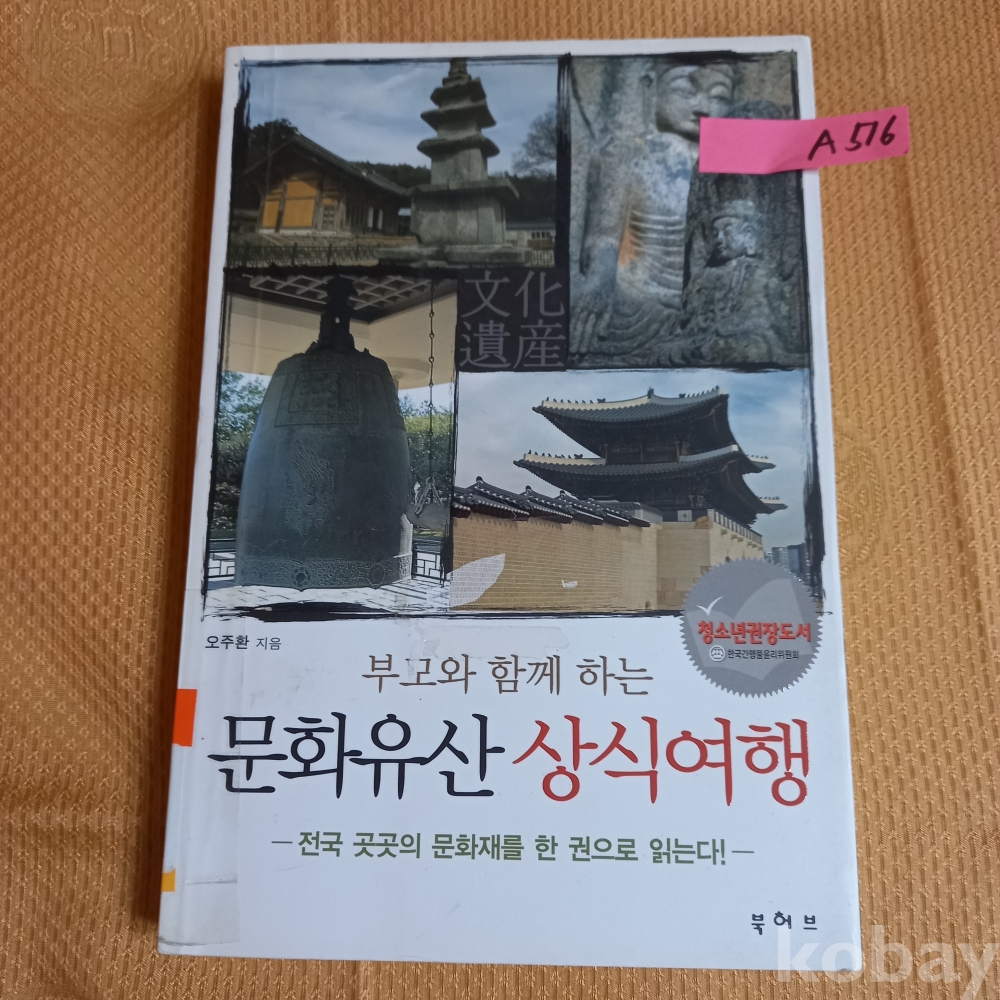 A576
文化
遺産
청소년권장도서
한국간행물윤리위원회
오주환 지음
부모와 함께 하는
문화유산 상식여행
전국 곳곳의 문화재를 한 권으로 읽는다!
북허브
kobay